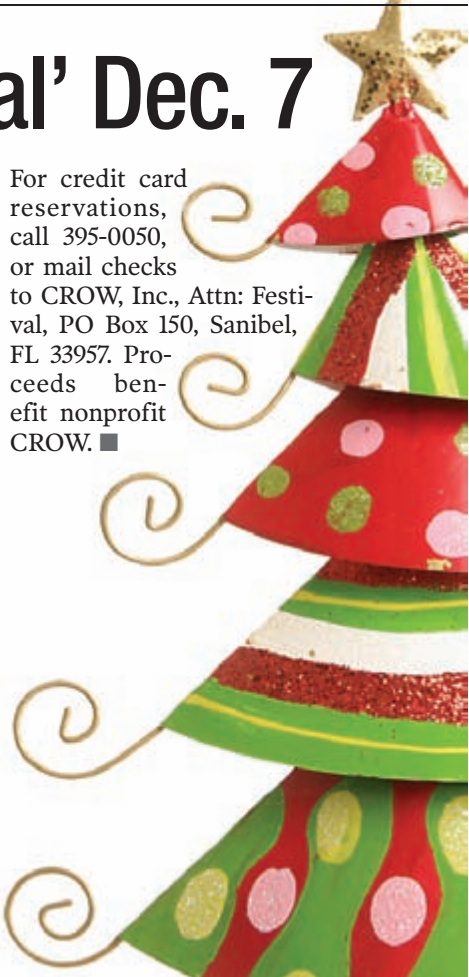 al’ Dec. 7
For credit card
reservations,
call 395-0050,
or mail checks
to CROW, Inc., Attn: Festi-
val, PO Box 150, Sanibel,
FL 33957. Pro-
ceeds ben-
efit nonprofit
CROW. ■